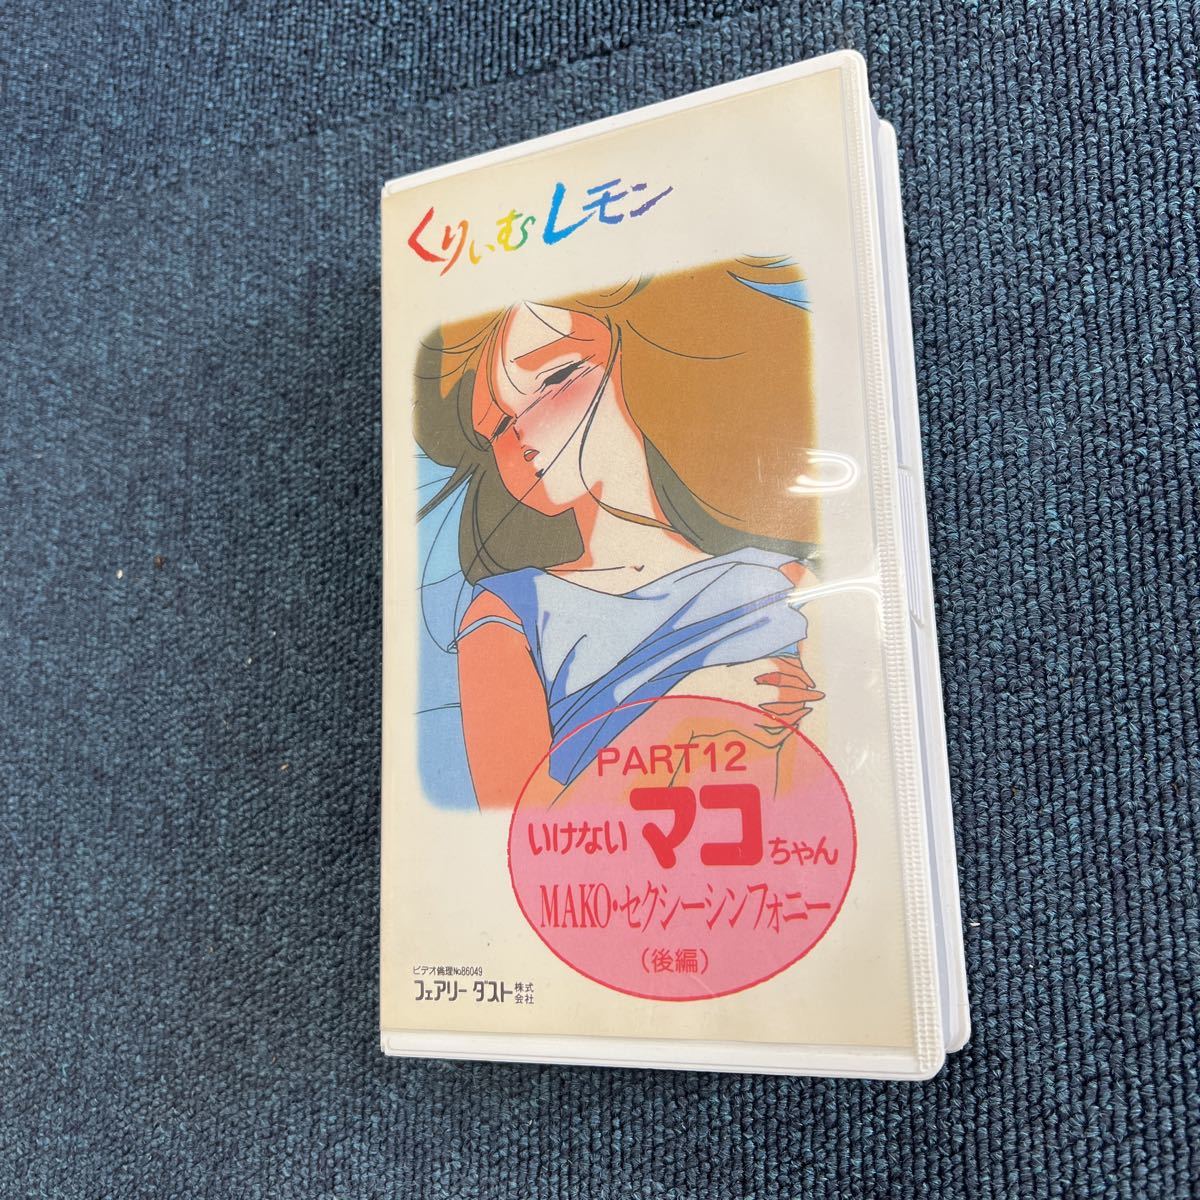 くりいむレモン
PART12
いけないマコちゃん
MAKO・セクシーシンフォニー
(後編)
ビデオ倫理No86049
フェアリーダスト株式会社